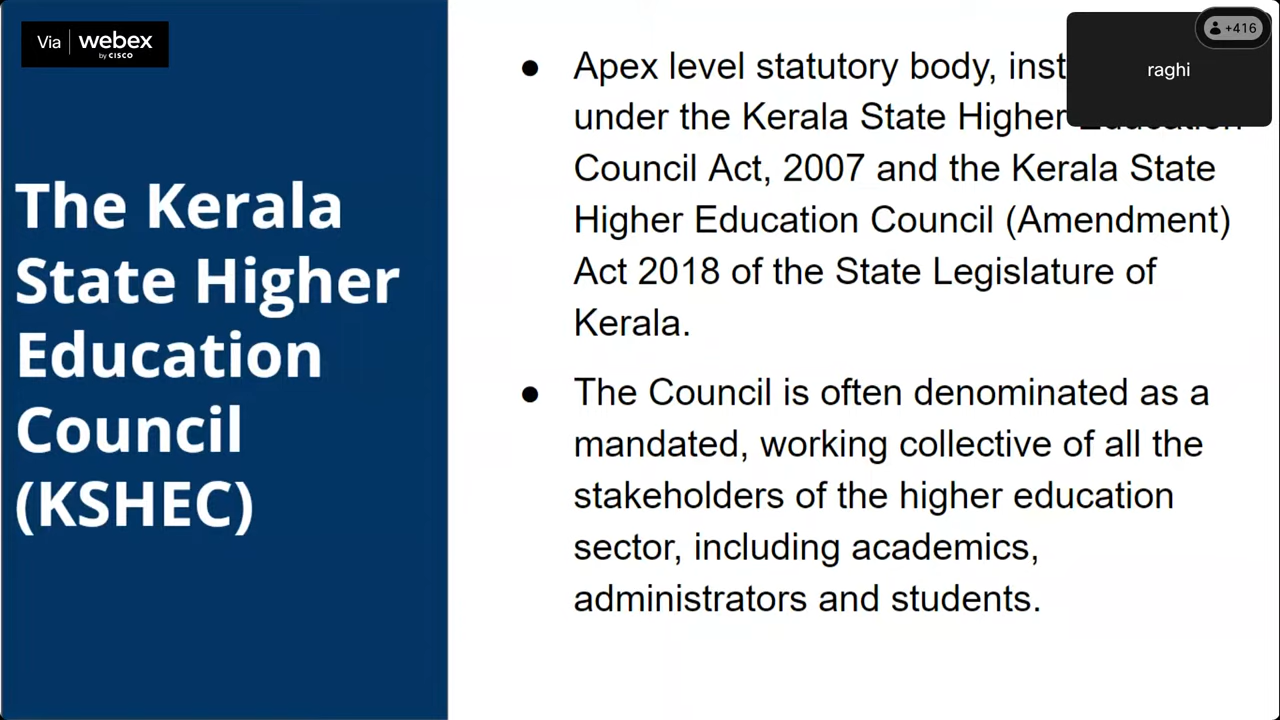 Via webex
by CISCO
+416
raghi
The Kerala
State Higher
Education
Council
(KSHEC)
● Apex level statutory body,
under the Kerala State Higher
Council Act, 2007 and the Kerala State
Higher Education Council (Amendment)
Act 2018 of the State Legislature of
Kerala.
● The Council is often denominated as a
mandated, working collective of all the
stakeholders of the higher education
sector, including academics,
administrators and students.